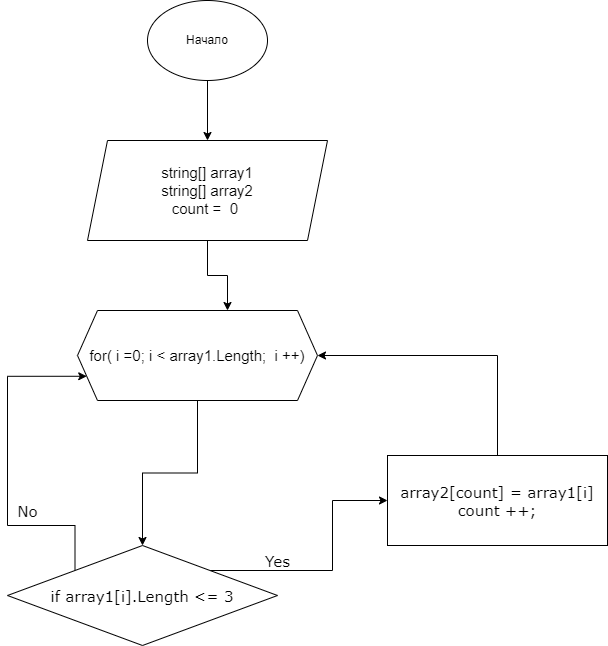 Начало
string[] array1
string[] array2
count = 0
for( i =0; i < array1.Length; i ++)
No
array2[count] = array1[i]
count ++;
Yes
if array1[i].Length <= 3